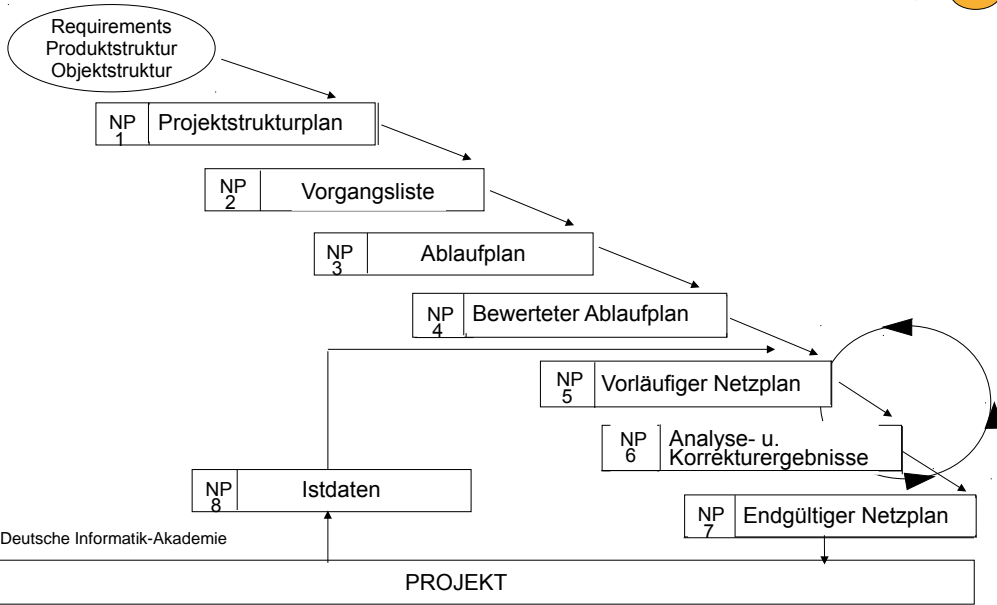 Requirements
Produktstruktur
Objektstruktur
NP
1
Projektstrukturplan
NP
2
Vorgangsliste
NP
3
Ablaufplan
NP
4
Bewerteter Ablaufplan
NP
5
Vorläufiger Netzplan
NP
6
Analyse- u.
Korrekturergebnisse
NP
8
Istdaten
NP
7
Endgültiger Netzplan
Deutsche Informatik-Akademie
PROJEKT